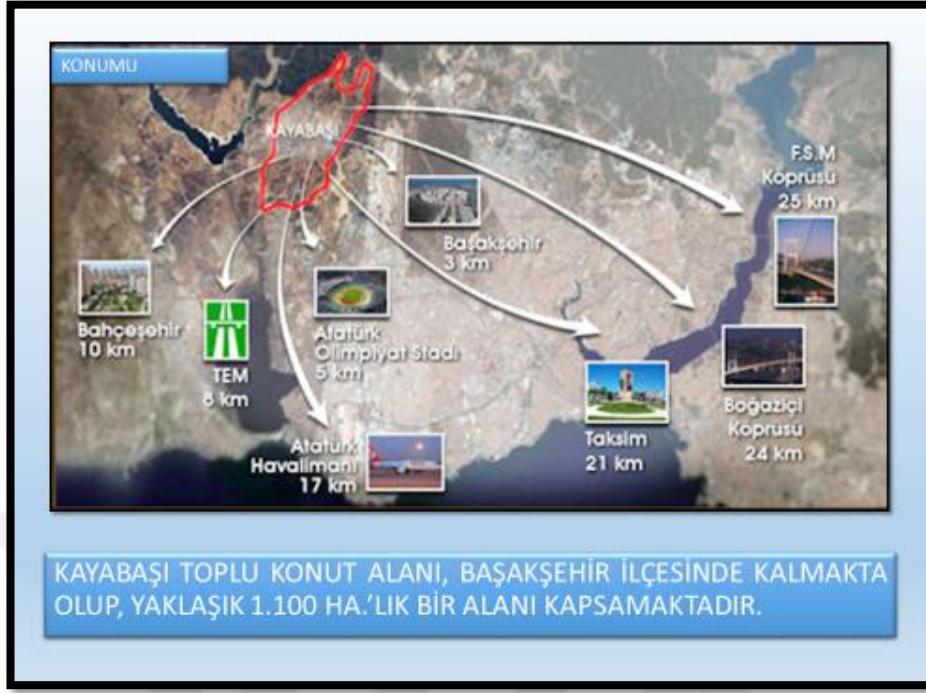 KONUMU
KAYABAŞI
F.S.M
Köprüsü
25 km
Başakşehir
3 km
Bahçeşehir
10 km
TEM
6 km
Atatürk
Olimpiyat Stadı
5 km
Atatürk
Havalimanı
17 km
Taksim
21 km
Boğaziçi
Köprüsü
24 km
KAYABAŞI TOPLU KONUT ALANI, BAŞAKŞEHİR İLÇESİNDE KALMAKTA
OLUP, YAKLAŞIK 1.100 HA.’LIK BİR ALANI KAPSAMAKTADIR.